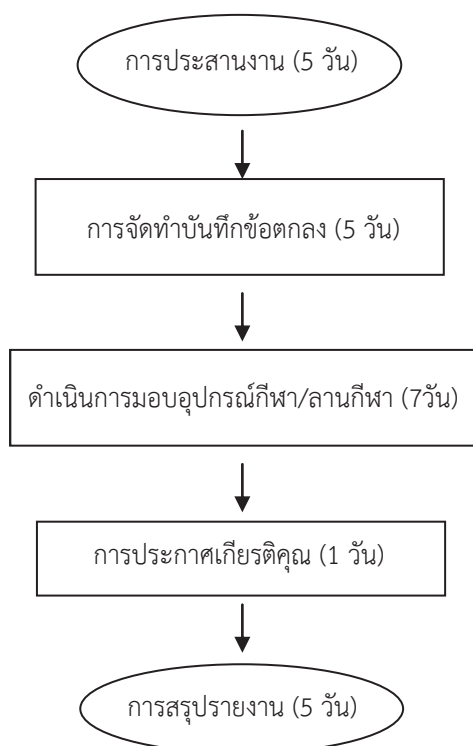 การประสานงาน (5 วัน)
การจัดทำบันทึกข้อตกลง (5 วัน)
ดำเนินการมอบอุปกรณ์กีฬา/ลานกีฬา (7วัน)
การประกาศเกียรติคุณ (1 วัน)
การสรุปรายงาน (5 วัน)